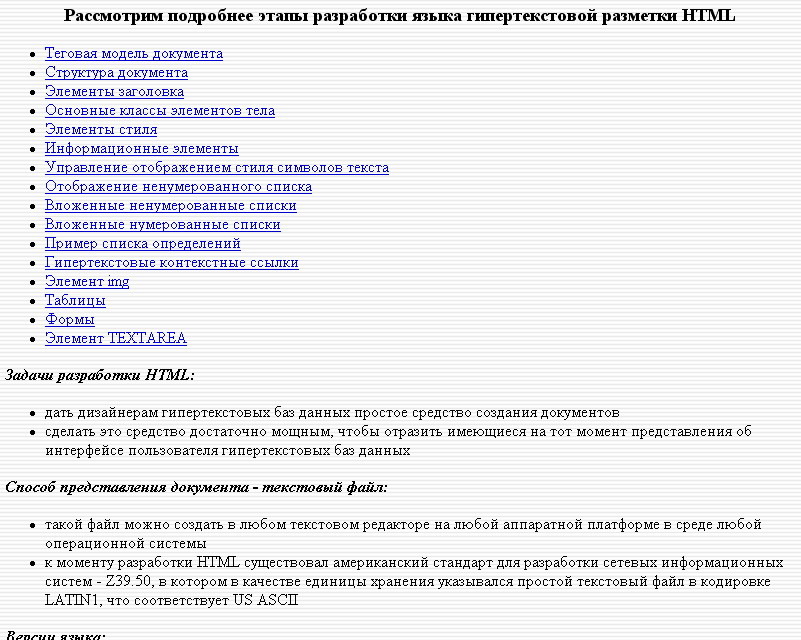 Рассмотрим подробнее этапы разработки языка гипертекстовой разметки HTML
Теговая модель документа
Структура документа
Элементы заголовка
Основные классы элементов тела
Элементы стиля
Информационные элементы
Управление отображением стиля символов текста
Отображение ненумерованного списка
Вложенные ненумерованные списки
Вложенные нумерованные списки
Пример списка определений
Гипертекстовые контекстные ссылки
Элемент img
Таблицы
Формы
Элемент TEXTAREA
Задачи разработки HTML:
дать дизайнерам гипертекстовых баз данных простое средство создания документов
сделать это средство достаточно мощным, чтобы отразить имеющиеся на тот момент представления об
интерфейсе пользователя гипертекстовых баз данных
Способ представления документа - текстовый файл:
такой файл можно создать в любом текстовом редакторе на любой аппаратной платформе в среде любой
операционной системы
к моменту разработки HTML существовал американский стандарт для разработки сетевых информационных
систем - Z39.50, в котором в качестве единицы хранения указывался простой текстовый файл в кодировке
LATIN1, что соответствует US ASCII
Версии языка: